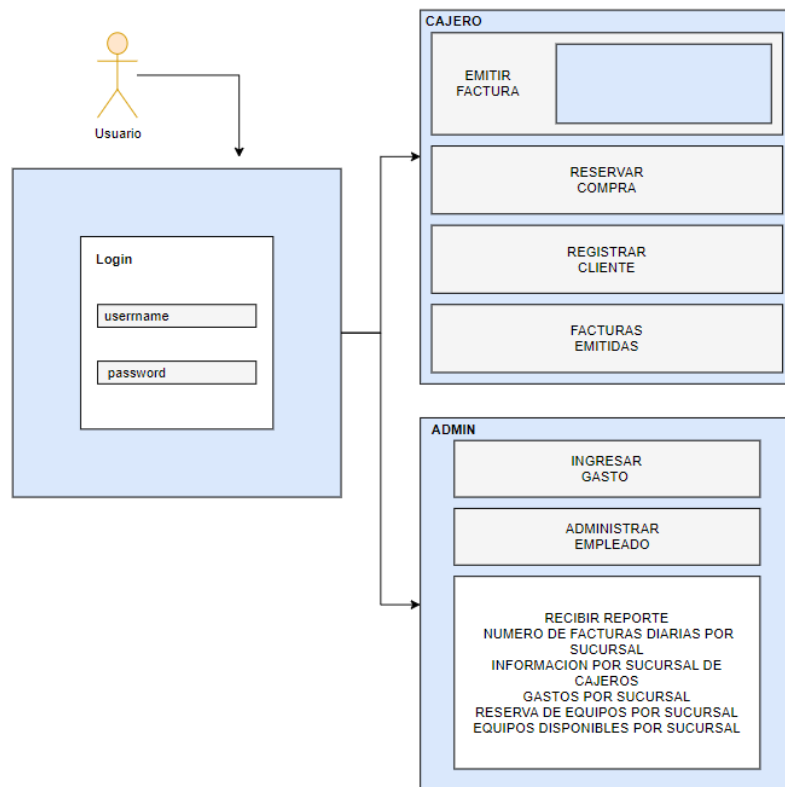 Usuario
Login
userrname
password
CAJERO
EMITIR
FACTURA
RESERVAR
COMPRA
REGISTRAR
CLIENTE
FACTURAS
EMITIDAS
ADMIN
INGRESAR
GASTO
ADMINISTRAR
EMPLEADO
RECIBIR REPORTE
NUMERO DE FACTURAS DIARIAS POR
SUCURSAL
INFORMACION POR SUCURSAL DE
CAJEROS
GASTOS POR SUCURSAL
RESERVA DE EQUIPOS POR SUCURSAL
EQUIPOS DISPONIBLES POR SUCURSAL